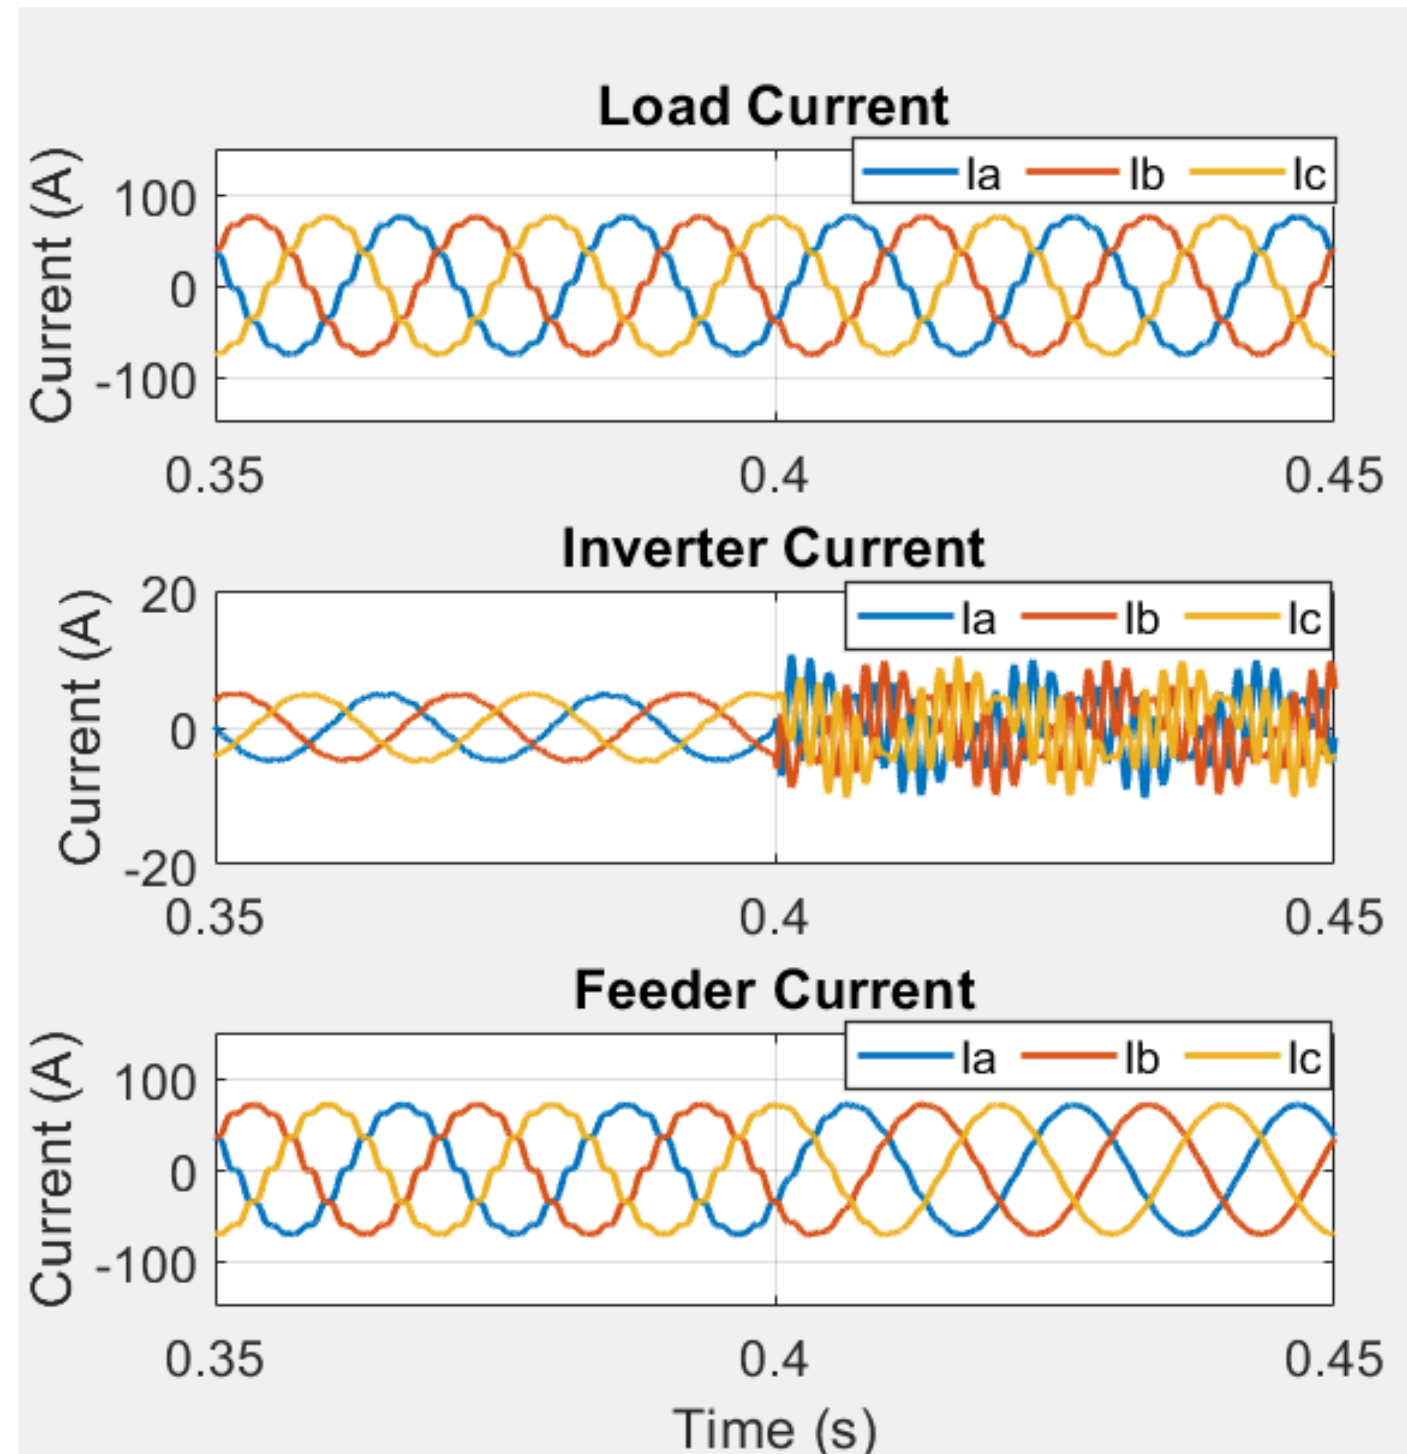 Load Current
Ia Ib Ic
Current (A)
100
0
-100
0.35 0.4 0.45
Inverter Current
Ia Ib Ic
Current (A)
20
0
-20
0.35 0.4 0.45
Feeder Current
Ia Ib Ic
Current (A)
100
0
-100
0.35 0.4 0.45
Time (s)